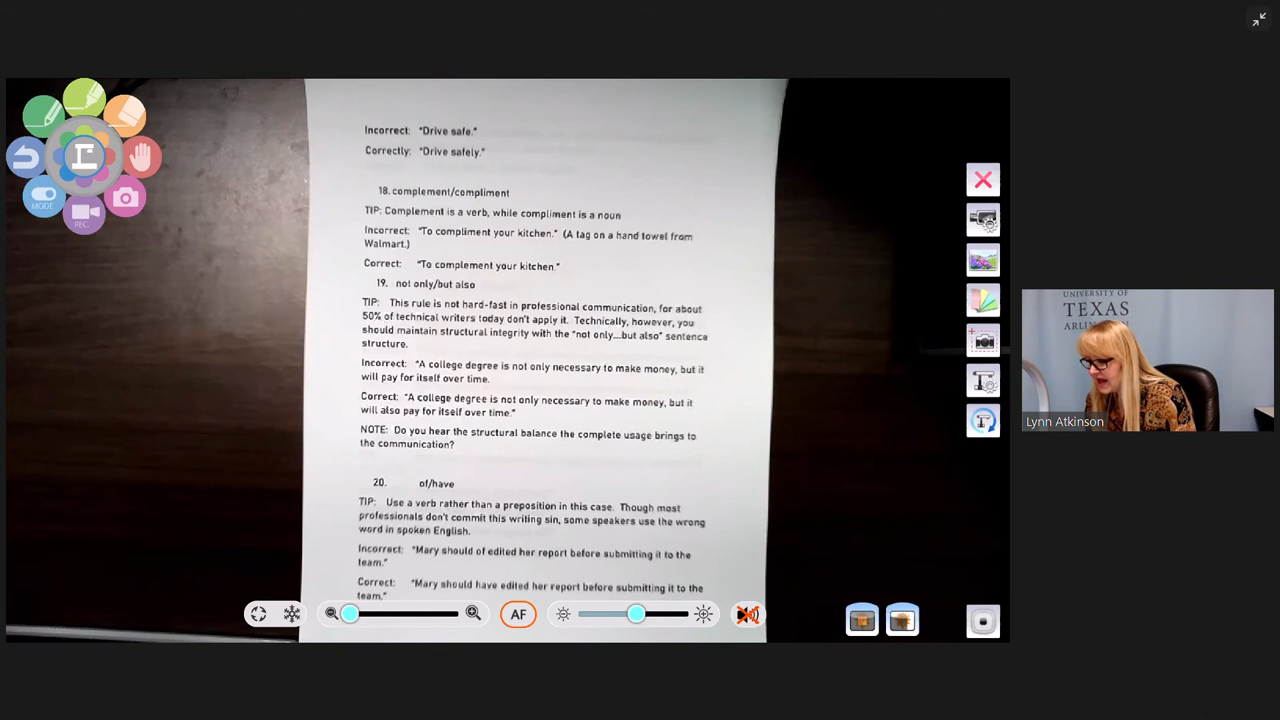 Incorrect: "Drive safe."
Correctly: "Drive safely."
18. complement/compliment
TIP: Complement is a verb, while compliment is a noun
Incorrect: "To compliment your kitchen." (A tag on a hand towel from
Walmart.)
Correct: "To complement your kitchen."
19. not only/but also
TIP: This rule is not hard-fast in professional communication, for about
50% of technical writers today don't apply it. Technically, however, you
should maintain structural integrity with the "not only...but also" sentence
structure.
Incorrect: "A college degree is not only necessary to make money, but it
will pay for itself over time.
Correct: "A college degree is not only necessary to make money, but it
will also pay for itself over time."
NOTE: Do you hear the structural balance the complete usage brings to
the communication?
20. of/have
TIP: Use a verb rather than a preposition in this case. Though most
professionals don't commit this writing sin, some speakers use the wrong
word in spoken English.
Incorrect: "Mary should of edited her report before submitting it to the
team."
Correct: "Mary should have edited her report before submitting it to the
team."
MODE
REC.
AF
UNIVERSITY OF
TEXAS
ARLIN
Lynn Atkinson